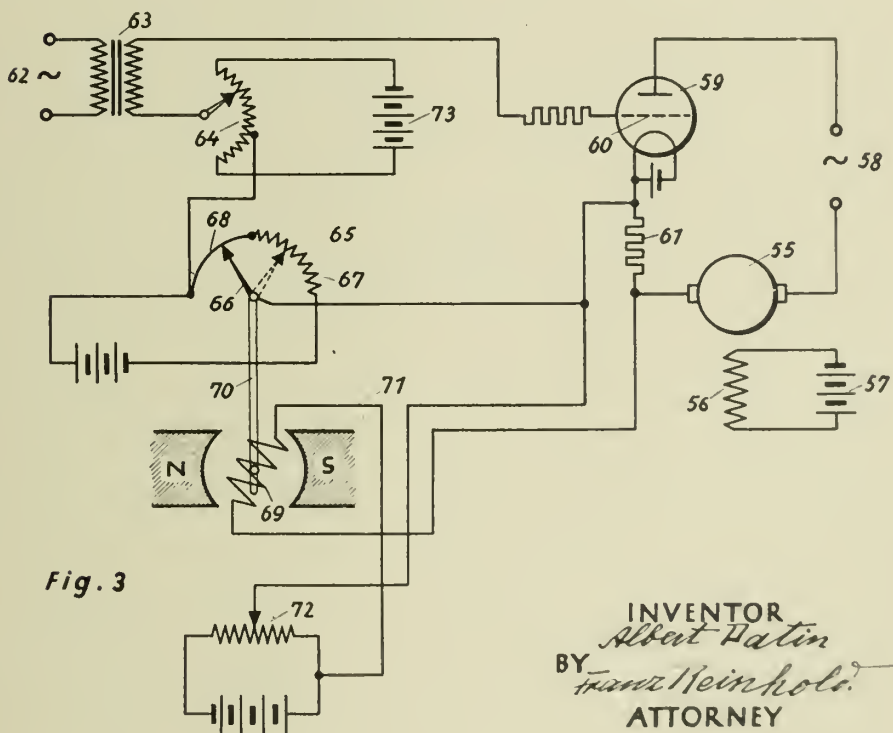 63
62 ~
64
73
59
60
58
~
61
55
68
65
66
67
70
71
56
57
N
S
69
Fig. 3
72
INVENTOR
Albert Patin
BY Franz Reinhold
ATTORNEY